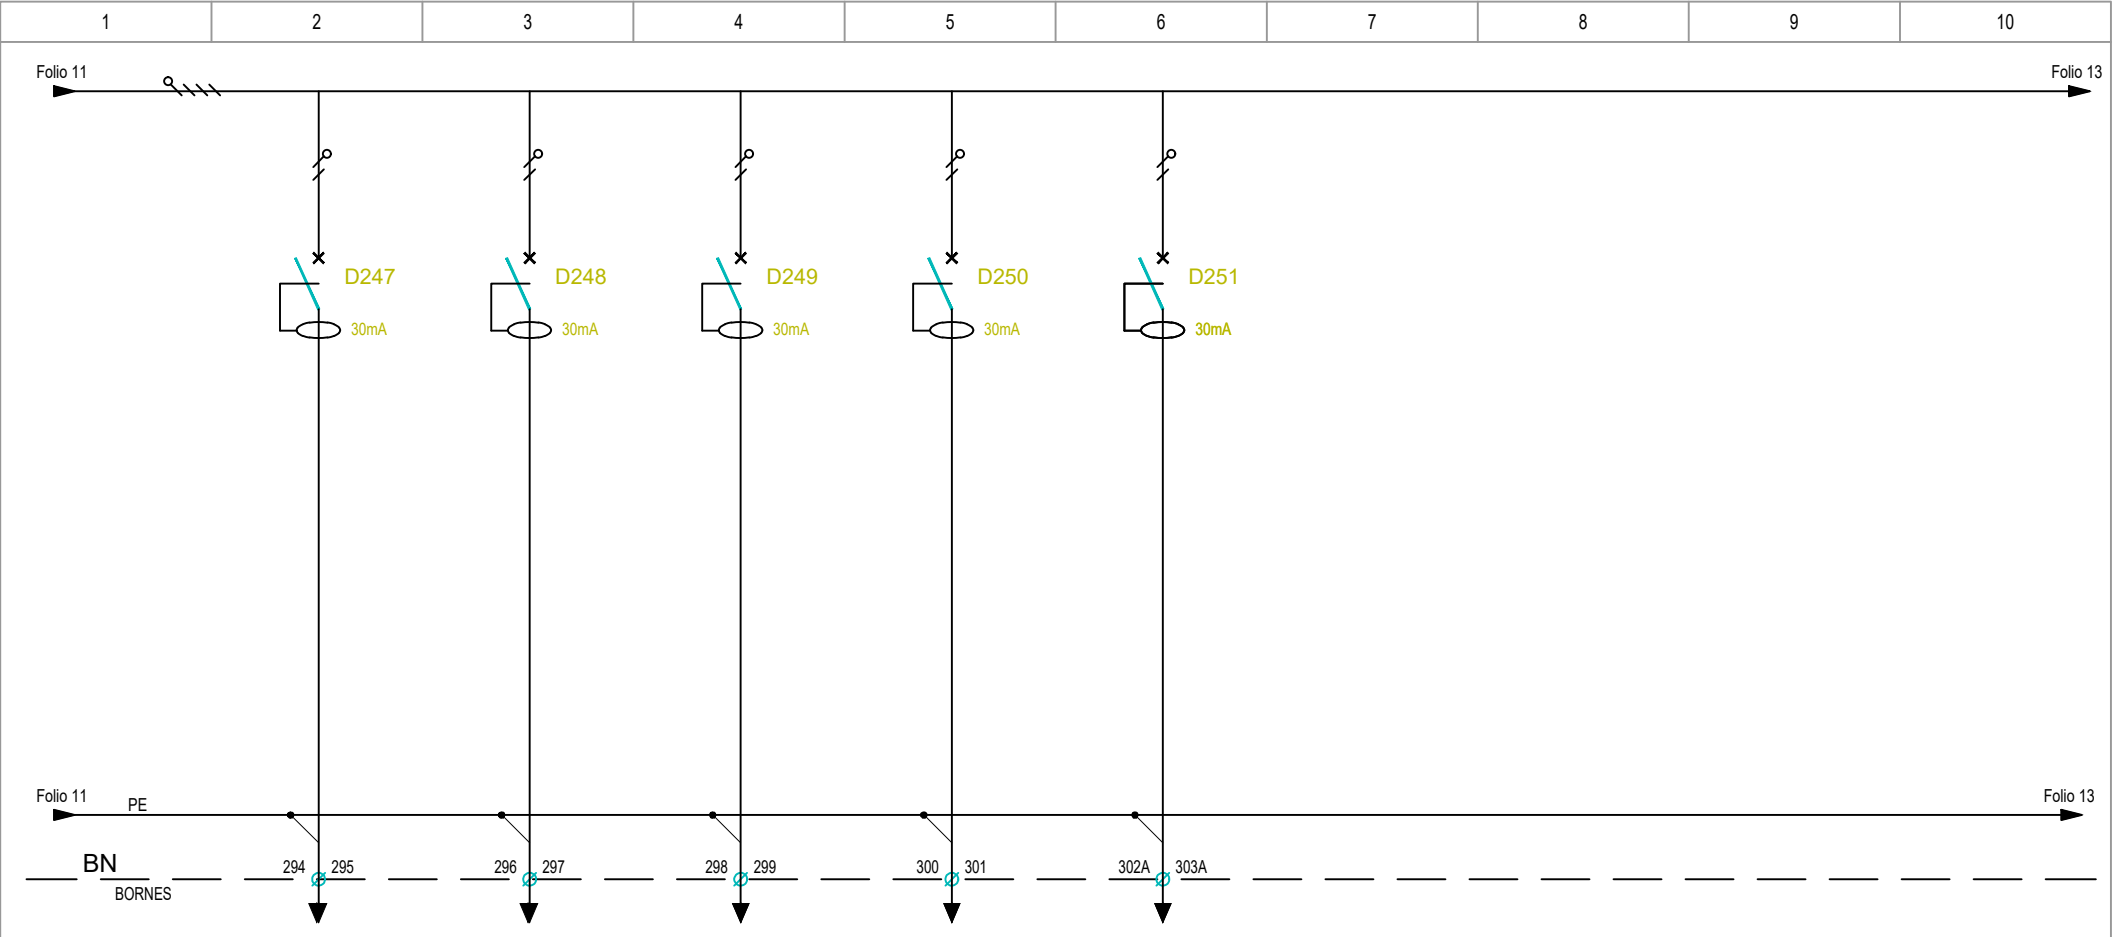 1 2 3 4 5 6 7 8 9 10
Folio 11 Folio 13
D247 D248 D249 D250 D251
30mA 30mA 30mA 30mA 30mA
Folio 11 PE Folio 13
BN 294 295 296 297 298 299 300 301 302A 303A
BORNES